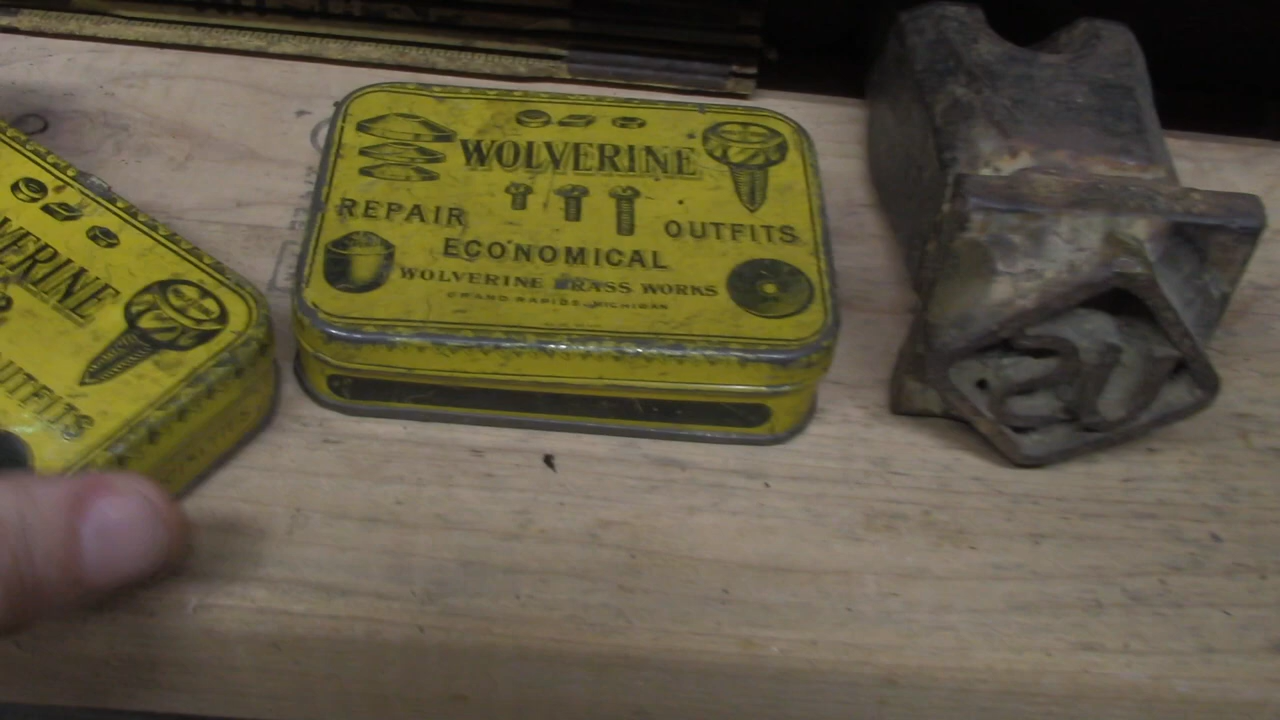 WOLVERINE
REPAIR
OUTFITS
ECONOMICAL
WOLVERINE BRASS WORKS
GRAND RAPIDS, MICHIGAN
VERINE
UTFITS